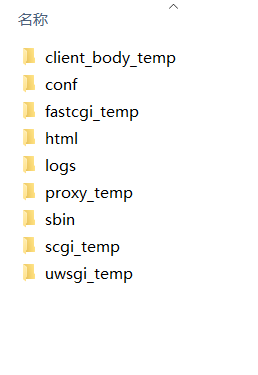 名称
client_body_temp
conf
fastcgi_temp
html
logs
proxy_temp
sbin
scgi_temp
uwsgi_temp